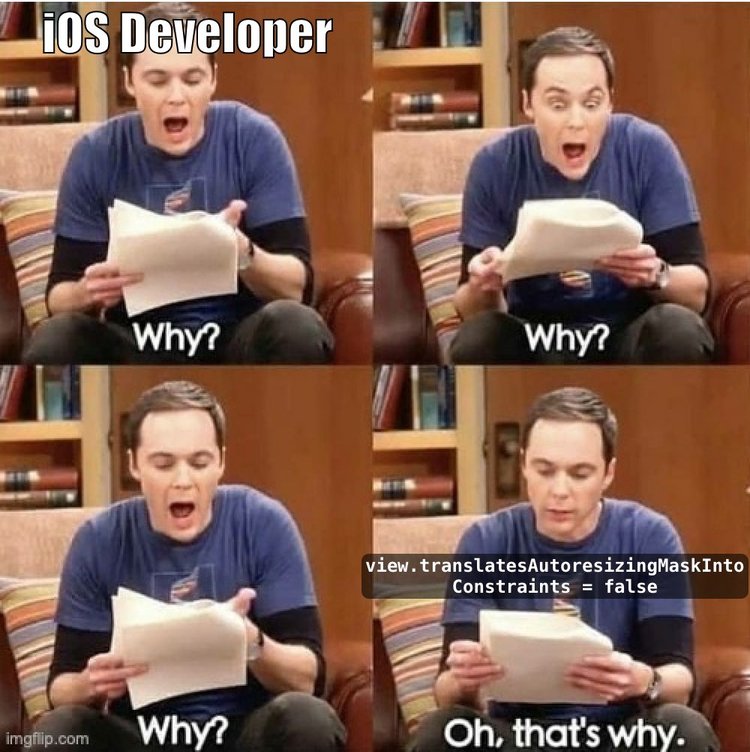 iOS Developer
Why?
Why?
Why?
view.translatesAutoresizingMaskInto
Constraints = false
Oh, that's why.
imgflip.com